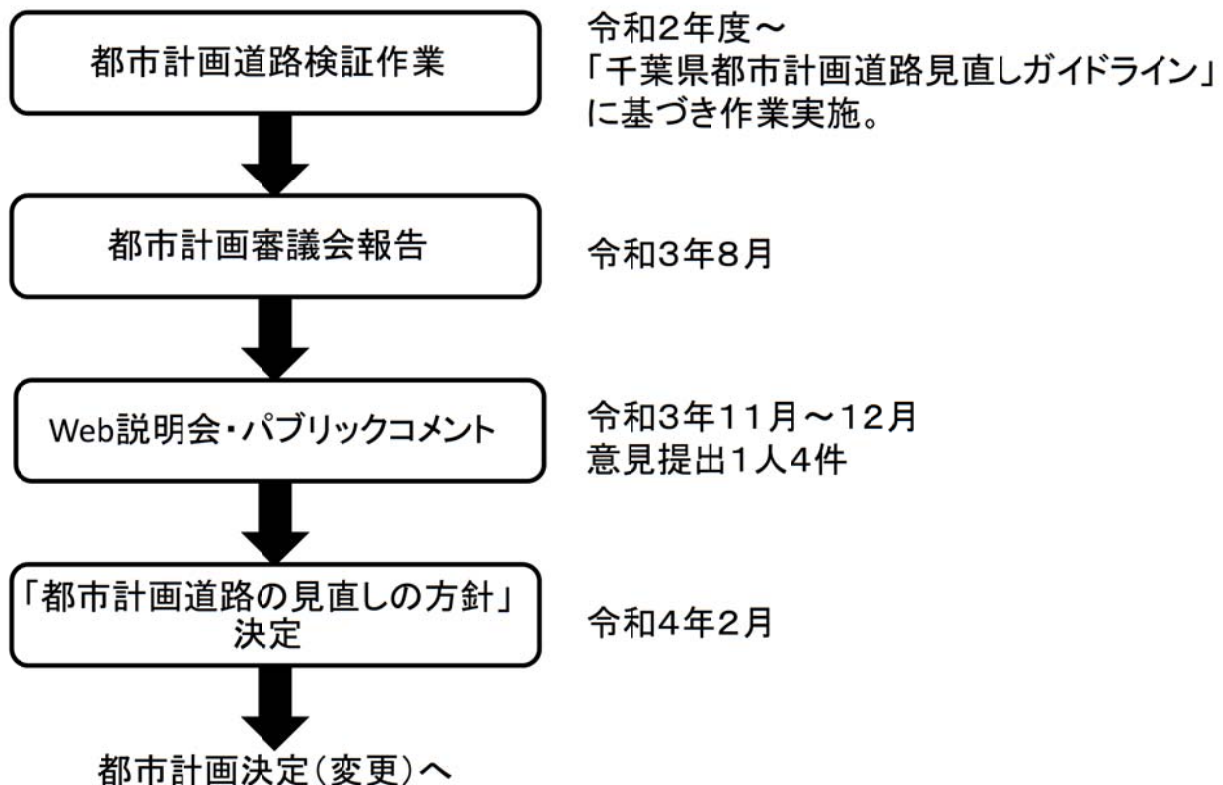 都市計画道路検証作業
令和2年度～
「千葉県都市計画道路見直しガイドライン」
に基づき作業実施。
都市計画審議会報告
令和3年8月
Web説明会・パブリックコメント
令和3年11月～12月
意見提出1人4件
「都市計画道路の見直しの方針」
決定
令和4年2月
都市計画決定(変更)へ